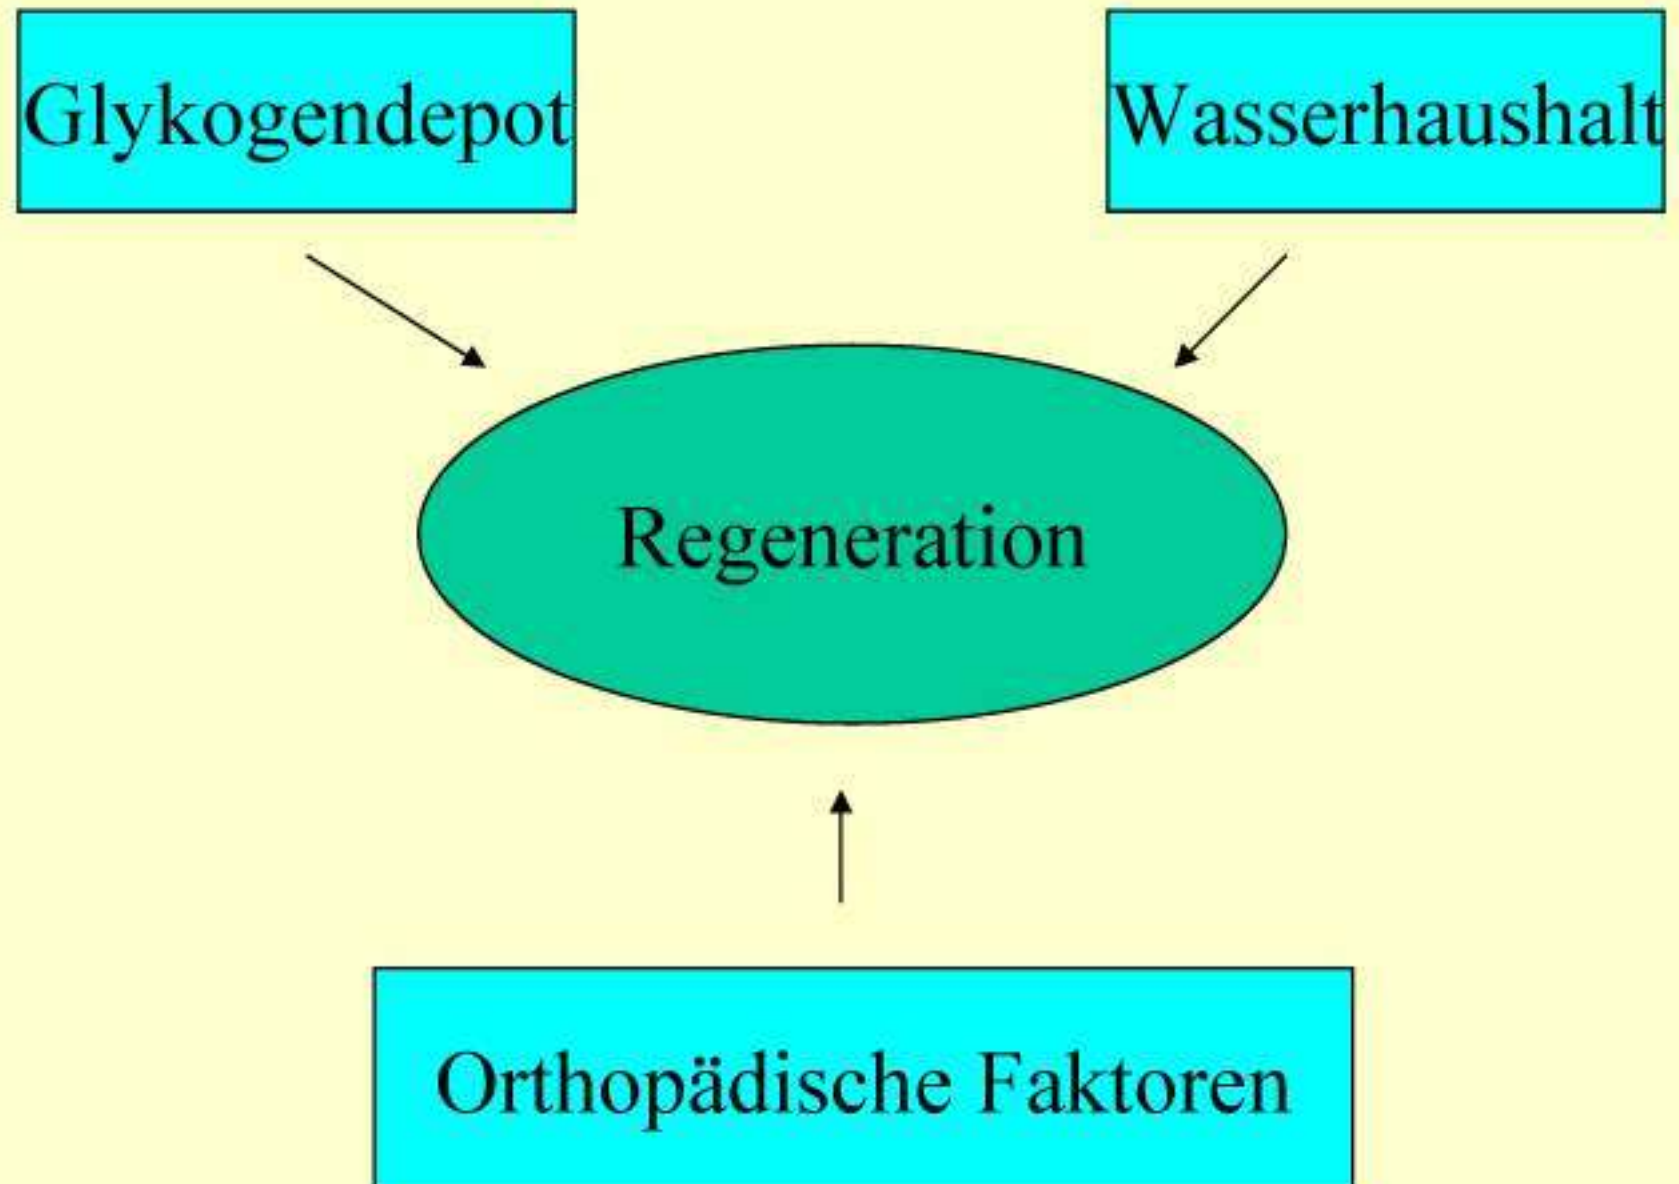 Glykogendepot
Wasserhaushalt
Regeneration
Orthopädische Faktoren